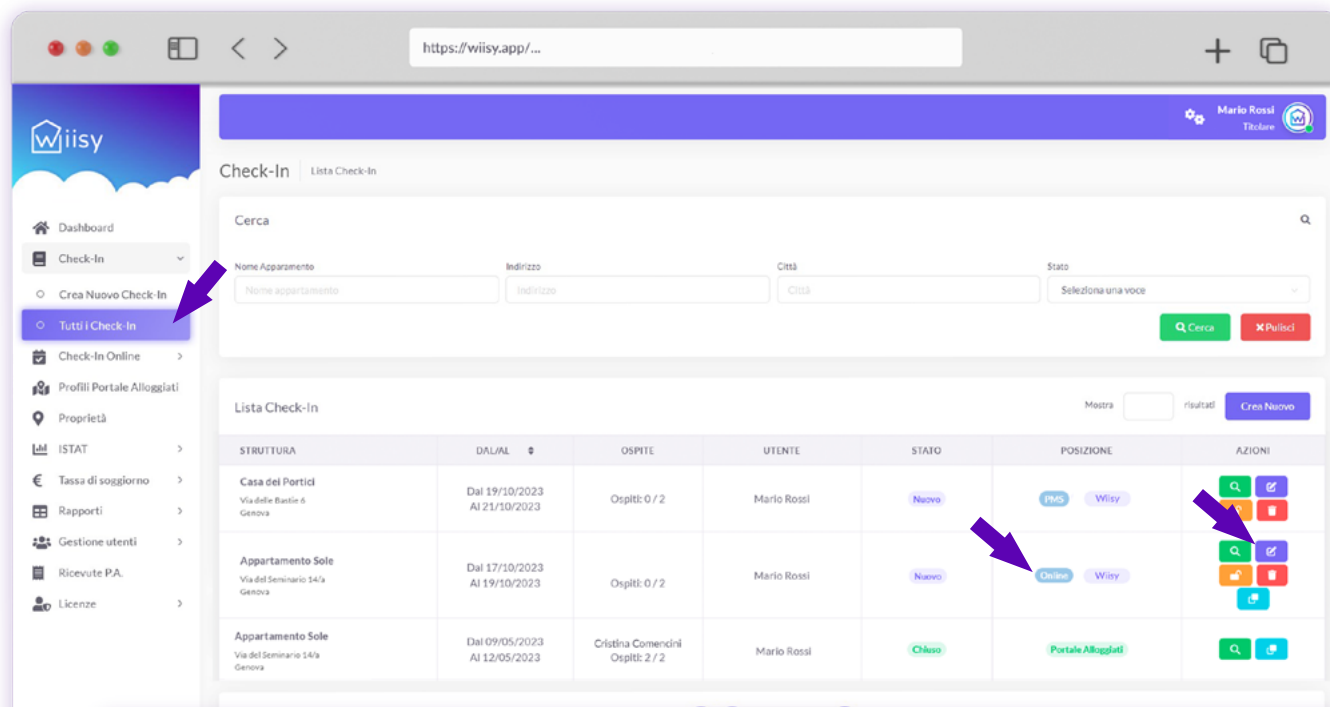 https://wiisy.app/...
Wiisy
Mario Rossi
Titolare
Check-In
Lista Check-In
Dashboard
Check-In
Crea Nuovo Check-In
Tutti i Check-In
Check-In Online
Profili Portale Alloggiati
Proprietà
ISTAT
Tassa di soggiorno
Rapporti
Gestione utenti
Ricevute P.A.
Licenze
Cerca
Nome Apparamento
Indirizzo
Città
Stato
Nome appartamento
Indirizzo
Città
Seleziona una voce
Cerca
Pulisci
Lista Check-In
Mostra
risultati
Crea Nuovo
STRUTTURA
DAL/AL
OSPITE
UTENTE
STATO
POSIZIONE
AZIONI
Casa dei Portici
Via delle Bastie 6
Genova
Dal 19/10/2023
Al 21/10/2023
Ospiti: 0 / 2
Mario Rossi
Nuovo
PMS
Wiisy
Appartamento Sole
Via del Seminario 14/a
Genova
Dal 17/10/2023
Al 19/10/2023
Ospiti: 0 / 2
Mario Rossi
Nuovo
Online
Wiisy
Appartamento Sole
Via del Seminario 14/a
Genova
Dal 09/05/2023
Al 12/05/2023
Cristina Comencini
Ospiti: 2 / 2
Mario Rossi
Chiuso
Portale Alloggiati